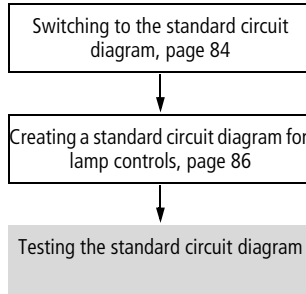 Switching to the standard circuit
diagram, page 84
Creating a standard circuit diagram for
lamp controls, page 86
Testing the standard circuit diagram